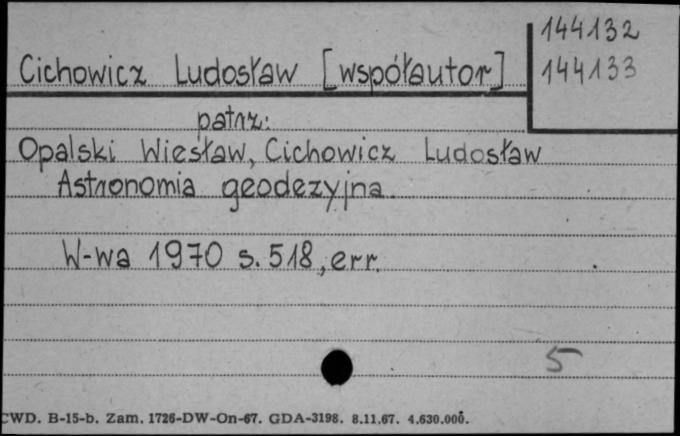 144132
Cichowicz Ludosław [współautor] 144133
patrz:
Opalski Wiesław, Cichowicz Ludosław
Astronomia geodezyjna.
W-wa 1970 s. 518, err.
5
CWD. B-15-b. Zam. 1726-DW-On-67. GDA-3198. 8.11.67. 4.630.000.